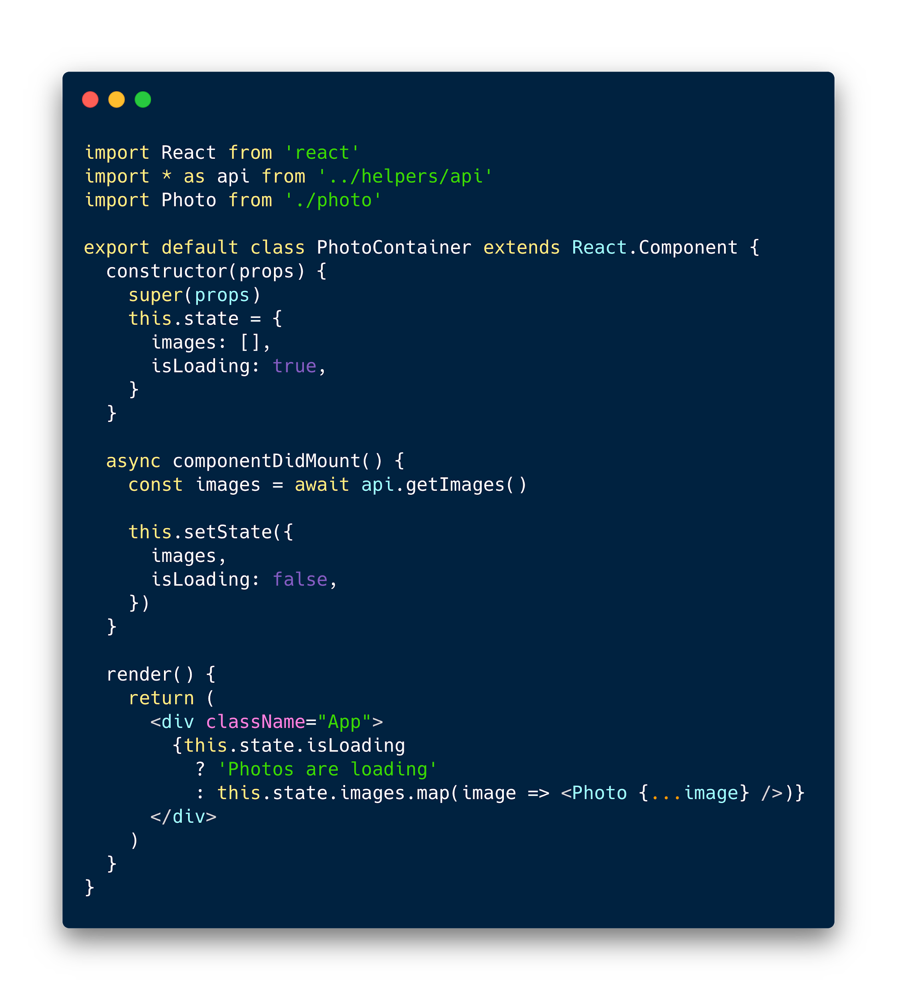 import React from 'react'
import * as api from '../helpers/api'
import Photo from './photo'

export default class PhotoContainer extends React.Component {
  constructor(props) {
    super(props)
    this.state = {
      images: [],
      isLoading: true,
    }
  }

  async componentDidMount() {
    const images = await api.getImages()

    this.setState({
      images,
      isLoading: false,
    })
  }

  render() {
    return (
      <div className="App">
        {this.state.isLoading
          ? 'Photos are loading'
          : this.state.images.map(image => <Photo {...image} />)}
      </div>
    )
  }
}